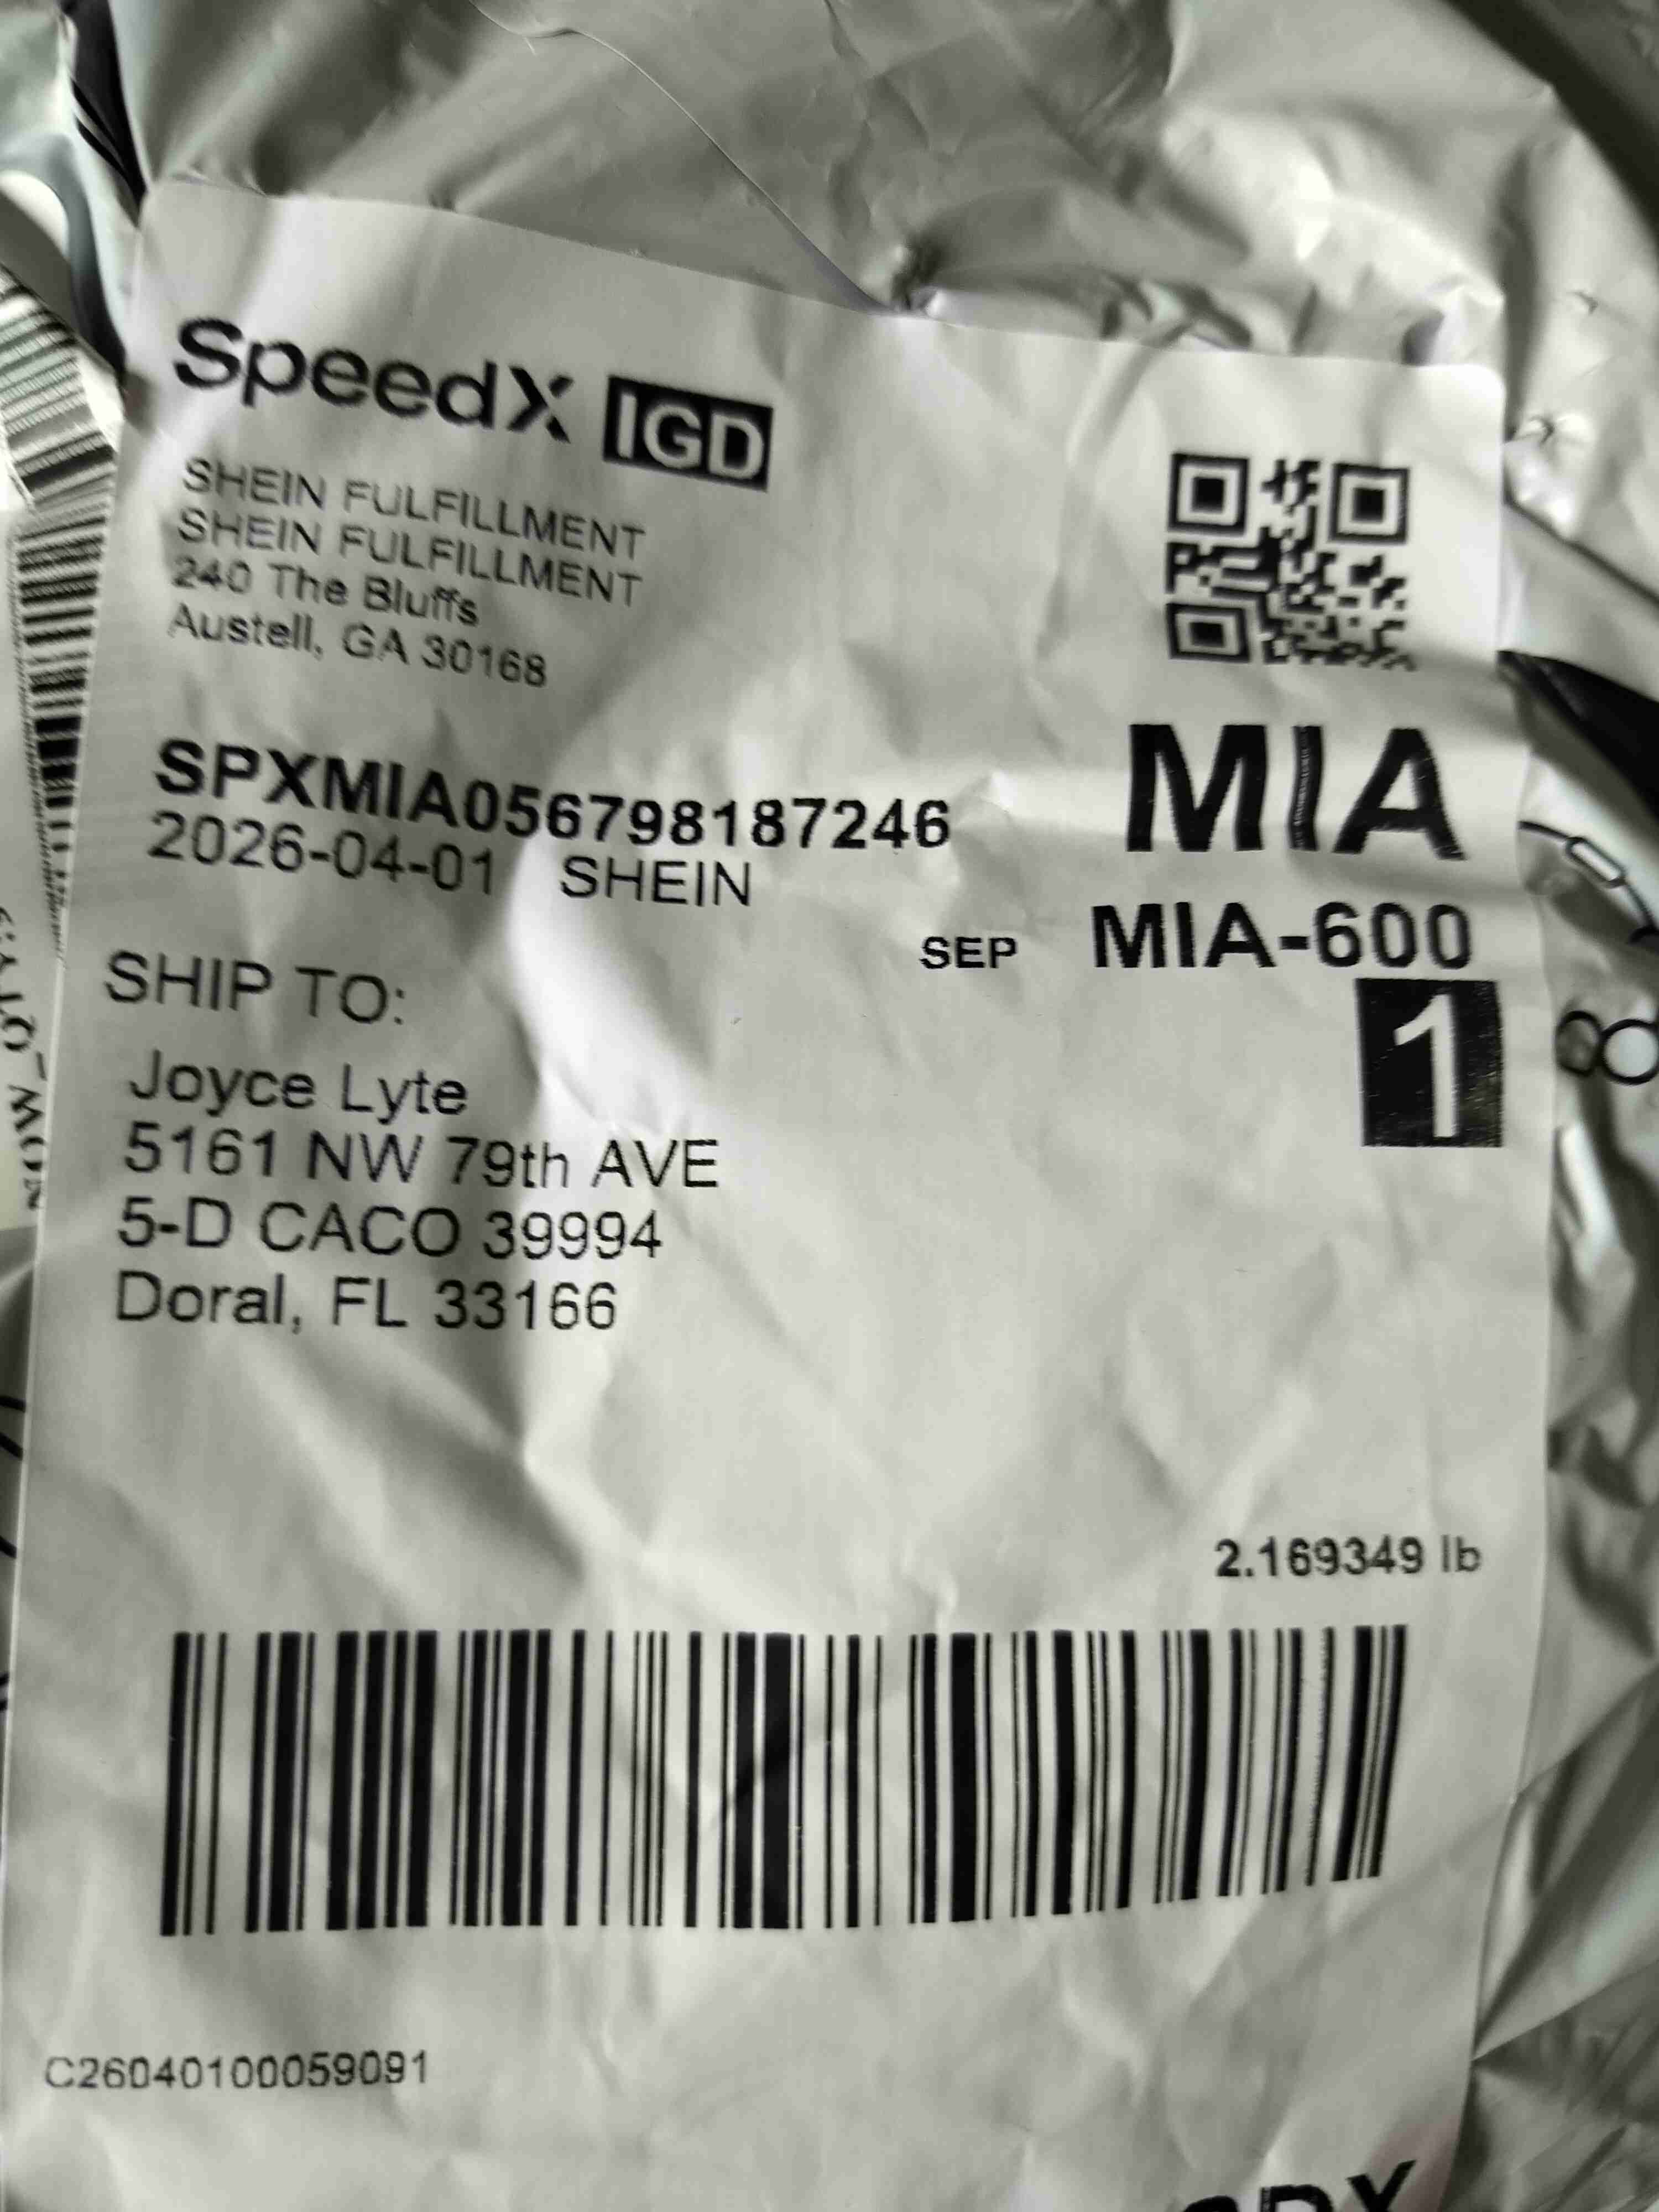 SpeedX IGD
SHEIN FULFILLMENT
SHEIN FULFILLMENT
240 The Bluffs
Austell, GA 30168
SPXMIA056798187246
2026-04-01 SHEIN
MIA
SEP MIA-600
1
SHIP TO:
Joyce Lyte
5161 NW 79th AVE
5-D CACO 39994
Doral, FL 33166
2.169349 lb
C26040100059091